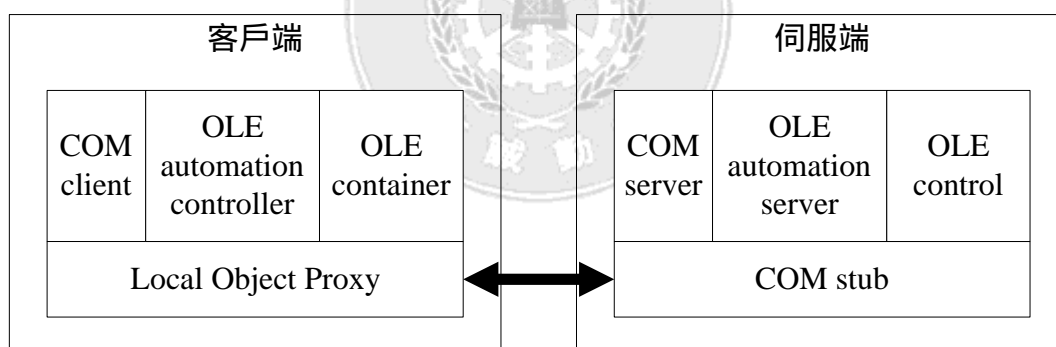 客戶端
COM
client
OLE
automation
controller
OLE
container
Local Object Proxy
伺服端
COM
server
OLE
automation
server
OLE
control
COM stub